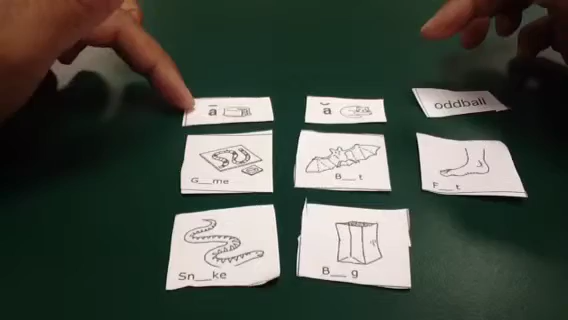 ā
ă
oddball
G__me
B__t
F__t
Sn__ke
B__g